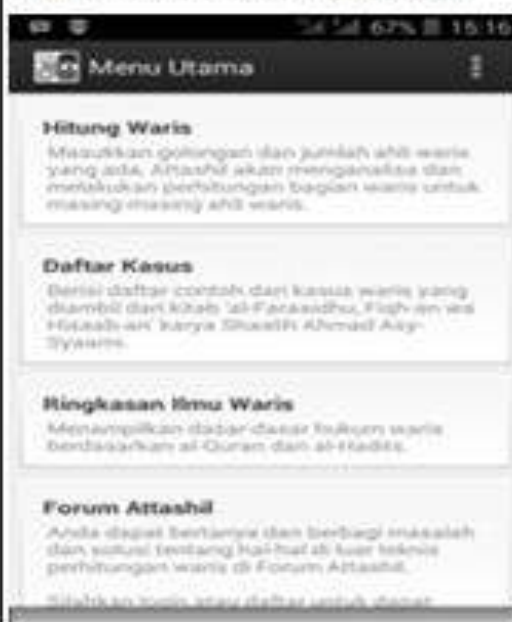 67% 15:16
Menu Utama
Hitung Waris
Masukkan golongan dan jumlah ahli waris
yang ada, Attashil akan menganalisa dan
melakukan perhitungan bagian waris untuk
masing-masing ahli waris.
Daftar Kasus
Berisi daftar contoh dari kasus waris yang
diambil dari kitab 'al-Faraaidhu, Fiqh-an wa
Hisaab-an' karya Ahmad Asy-
Syaami.
Ringkasan Ilmu Waris
Menampilkan dasar-dasar hukum waris
berdasarkan al-Quran dan al-Hadits.
Forum Attashil
Anda dapat bertanya dan berbagi masalah
dan solusi tentang hal-hal di luar teknis
perhitungan waris di Forum Attashil.
Silahkan login atau daftar untuk dapat